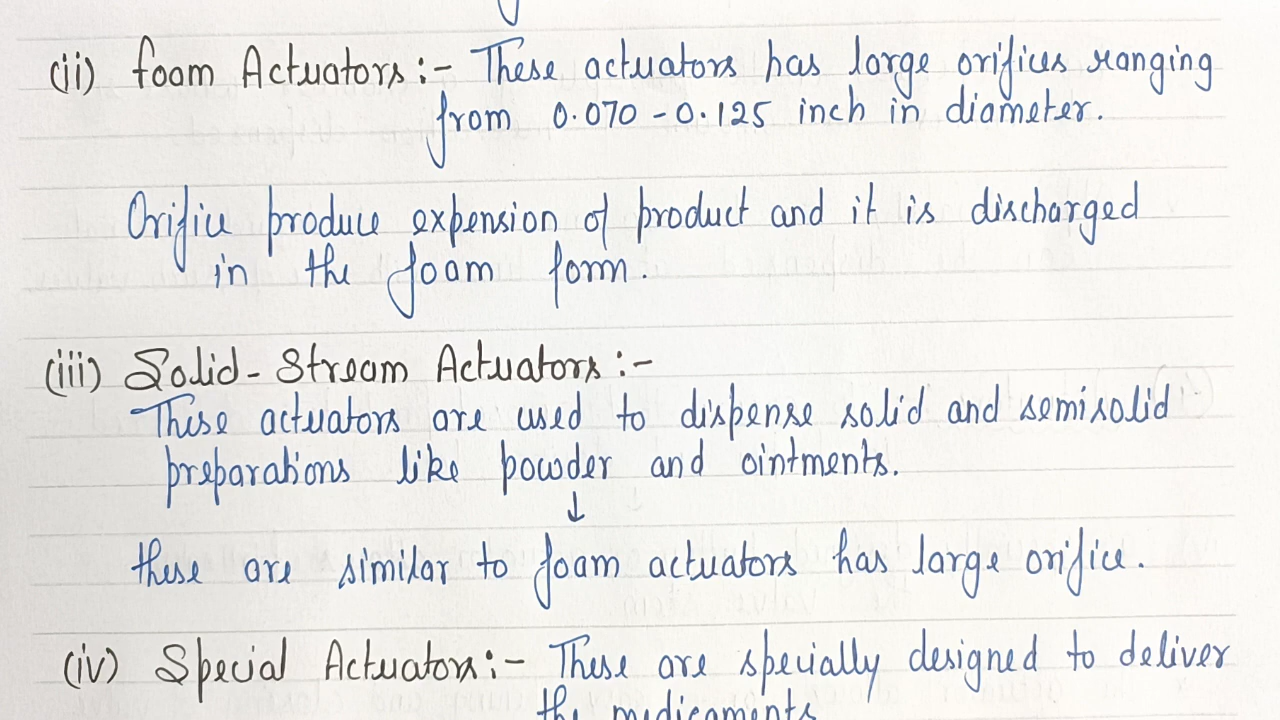 (ii) foam Actuators :- These actuators has large orifices ranging
from 0.070 - 0.125 inch in diameter.
Orifice produce expension of product and it is discharged
in the foam form.
(iii) Solid - Stream Actuators :-
These actuators are used to dispense solid and semisolid
preparations like powder and ointments.
↓
these are similar to foam actuators has large orifice.
(iv) Special Actuators :- These are specially designed to deliver
the medicaments